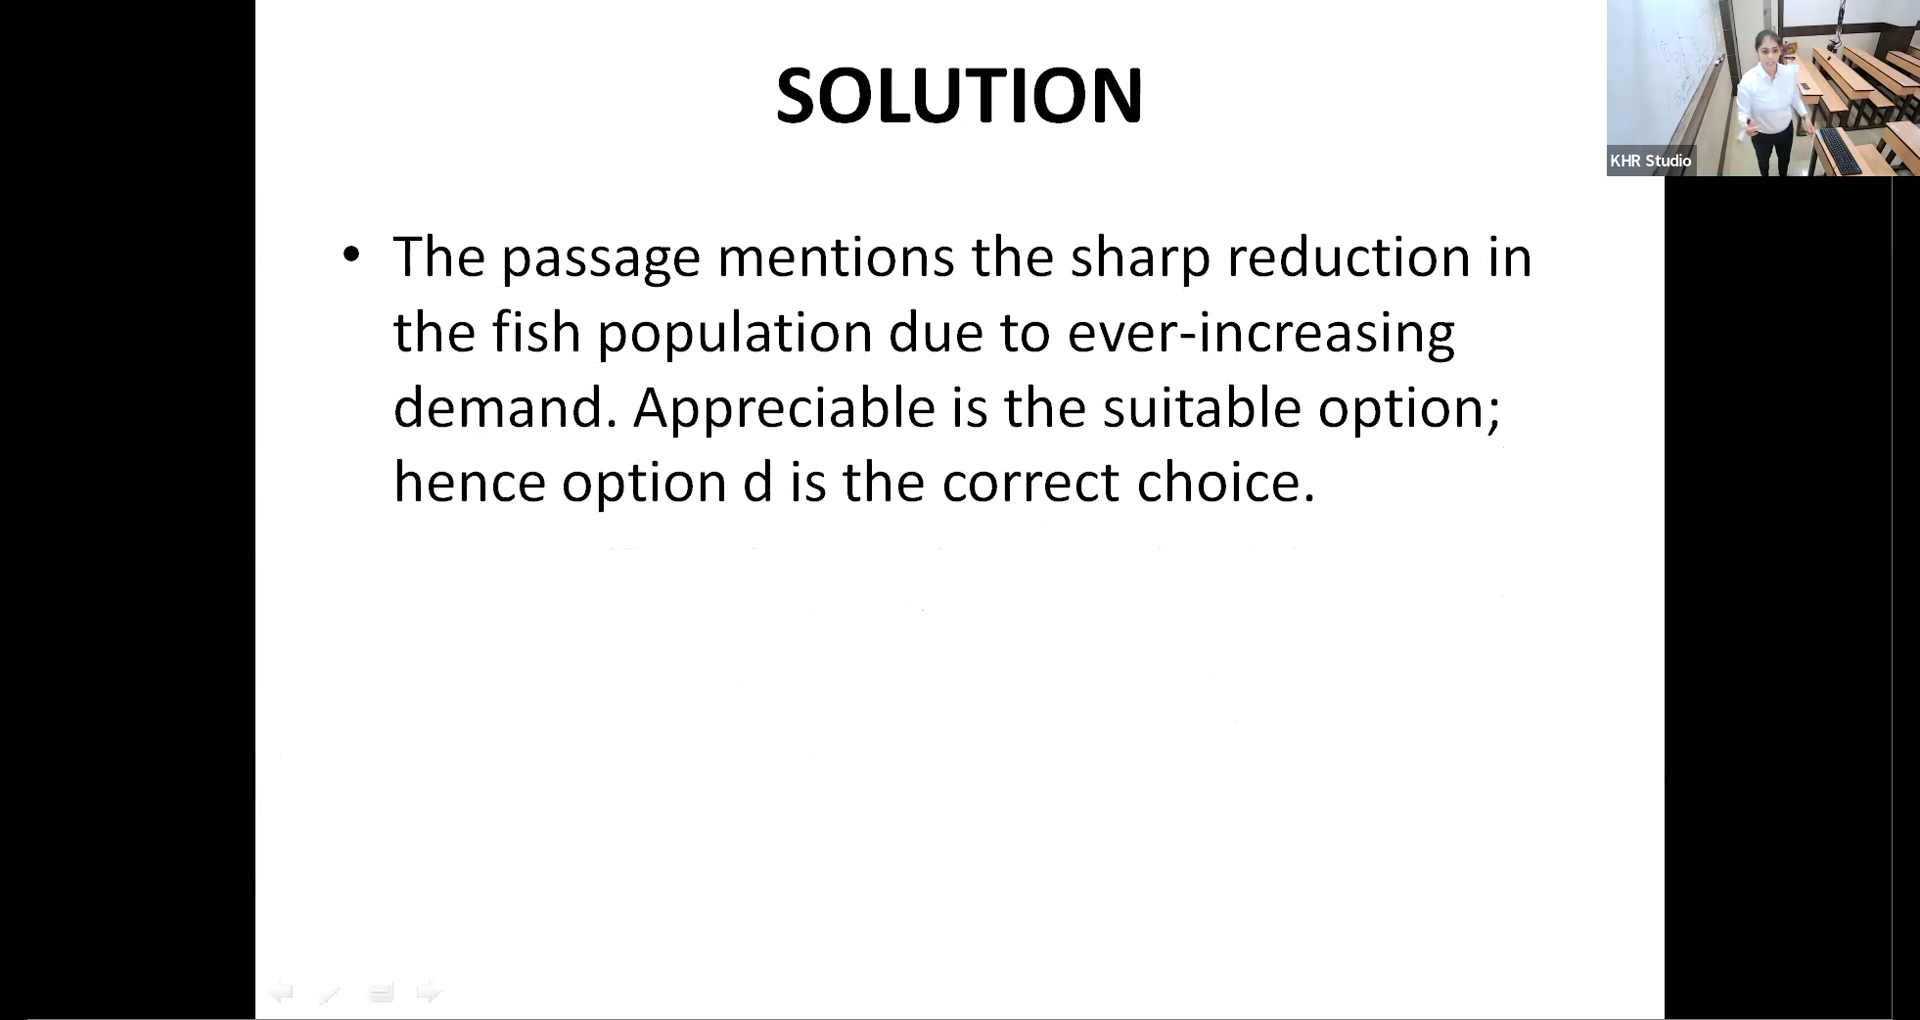 SOLUTION
KHR Studio
• The passage mentions the sharp reduction in
the fish population due to ever-increasing
demand. Appreciable is the suitable option;
hence option d is the correct choice.